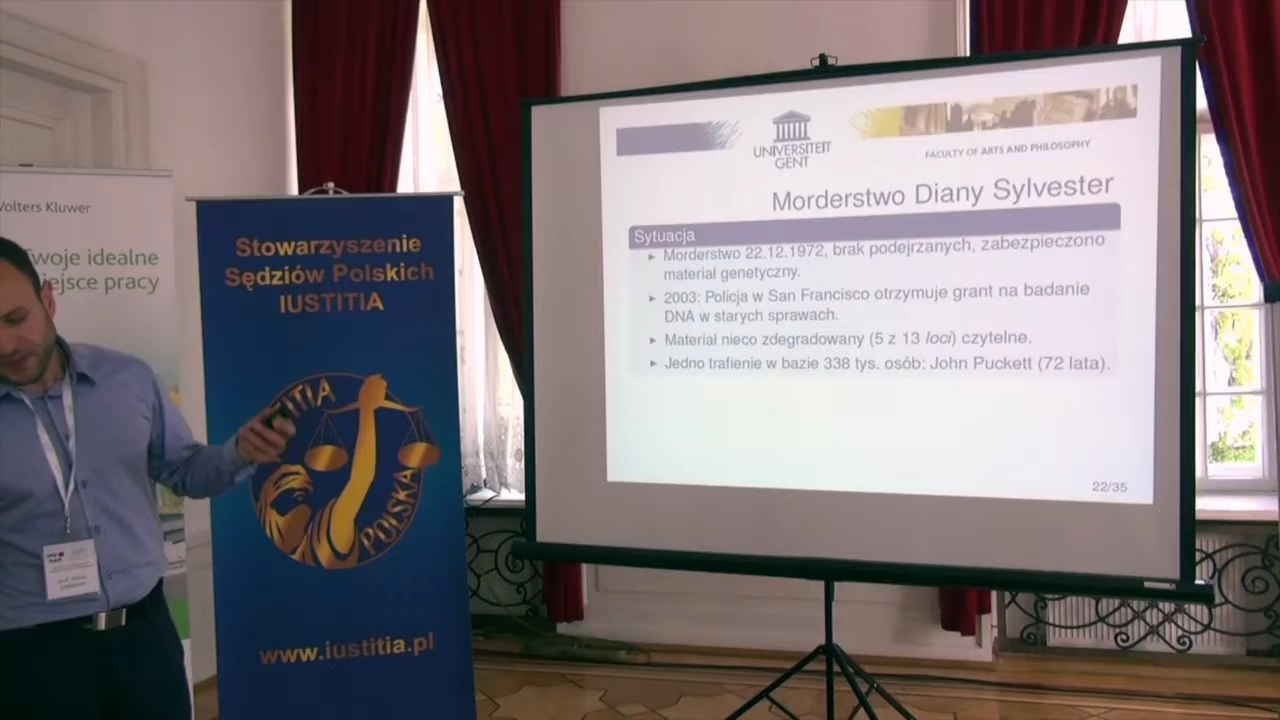 Wolters Kluwer
Twoje idealne
miejsce pracy
Stowarzyszenie
Sędziów Polskich
IUSTITIA
TITIA
POLSKA
www.iustitia.pl
UNIVERSITEIT
GENT
FACULTY OF ARTS AND PHILOSOPHY
Morderstwo Diany Sylvester
Sytuacja
► Morderstwo 22.12.1972, brak podejrzanych, zabezpieczono
materiał genetyczny.
► 2003: Policja w San Francisco otrzymuje grant na badanie
DNA w starych sprawach.
► Materiał nieco zdegradowany (5 z 13 loci) czytelne.
► Jedno trafienie w bazie 338 tys. osób: John Puckett (72 lata).
22/35